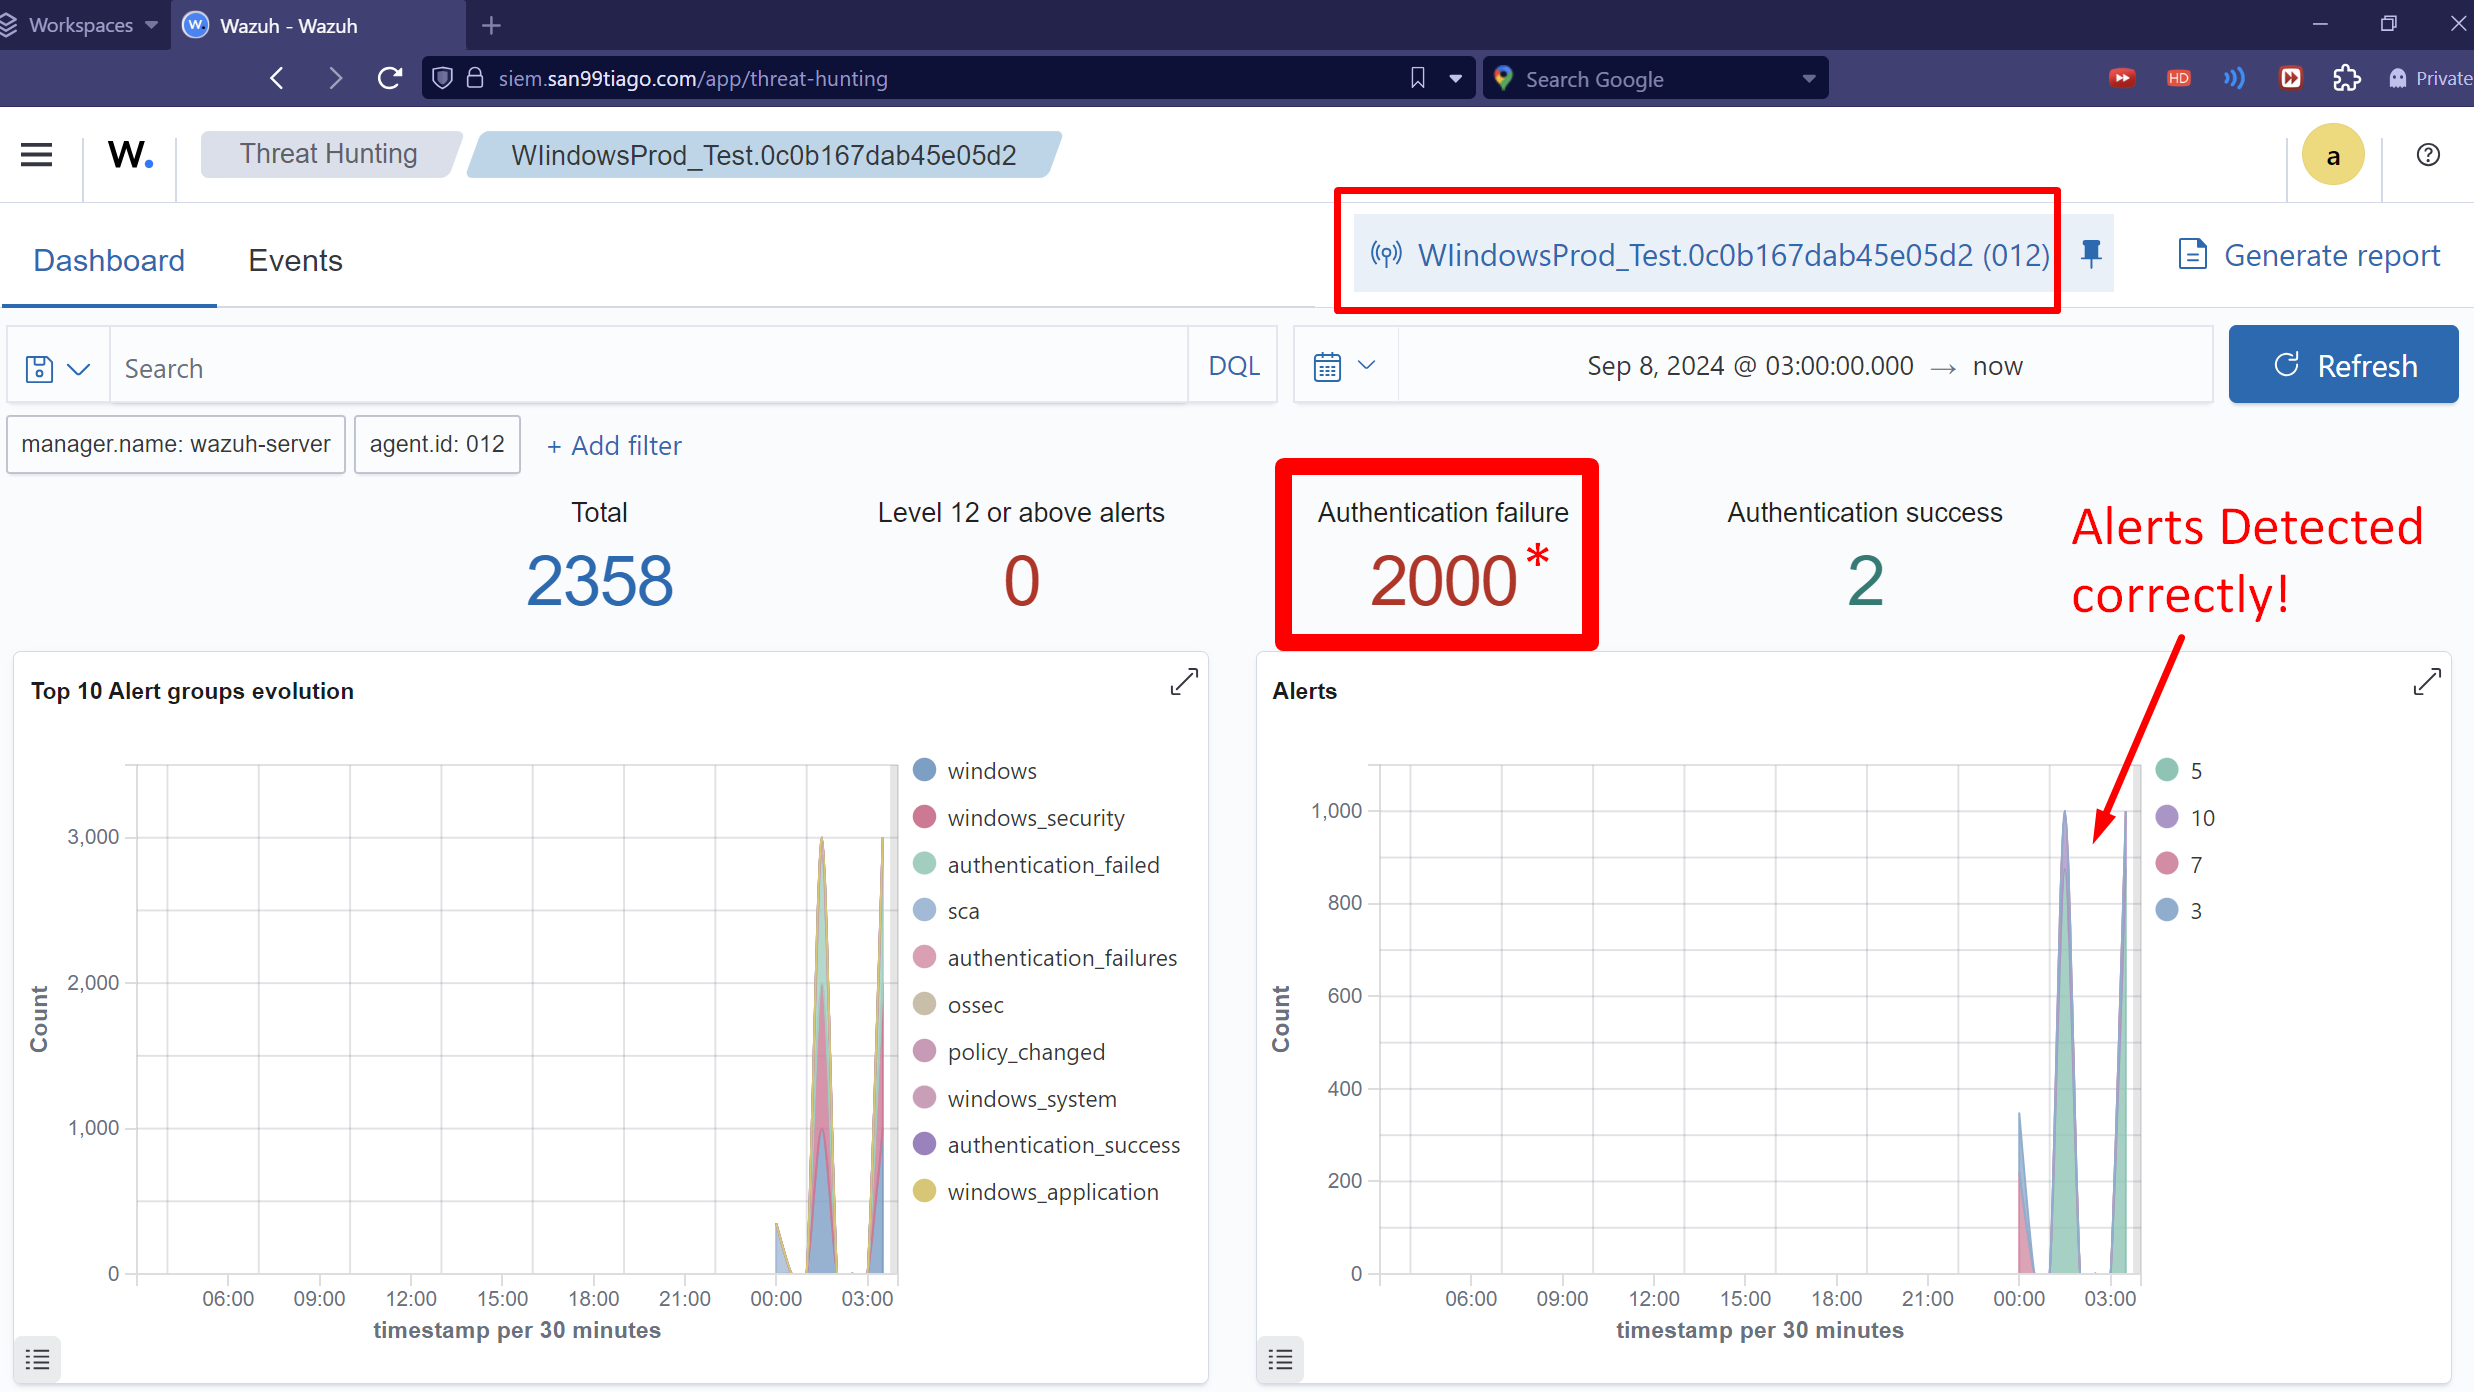 Workspaces
Wazuh - Wazuh
siem.san99tiago.com/app/threat-hunting
Search Google
HD
Private
W.
Threat Hunting
WIindowsProd_Test.0c0b167dab45e05d2
a
Dashboard
Events
WIindowsProd_Test.0c0b167dab45e05d2 (012)
Generate report
Search
DQL
Sep 8, 2024 @ 03:00:00.000 → now
Refresh
manager.name: wazuh-server
agent.id: 012
+ Add filter
Total
2358
Level 12 or above alerts
0
Authentication failure
2000 *
Authentication success
2
Alerts Detected
correctly!
Top 10 Alert groups evolution
3,000
2,000
1,000
0
Count
06:00 09:00 12:00 15:00 18:00 21:00 00:00 03:00
timestamp per 30 minutes
windows
windows_security
authentication_failed
sca
authentication_failures
ossec
policy_changed
windows_system
authentication_success
windows_application
Alerts
1,000
800
600
400
200
0
Count
06:00 09:00 12:00 15:00 18:00 21:00 00:00 03:00
timestamp per 30 minutes
5
10
7
3